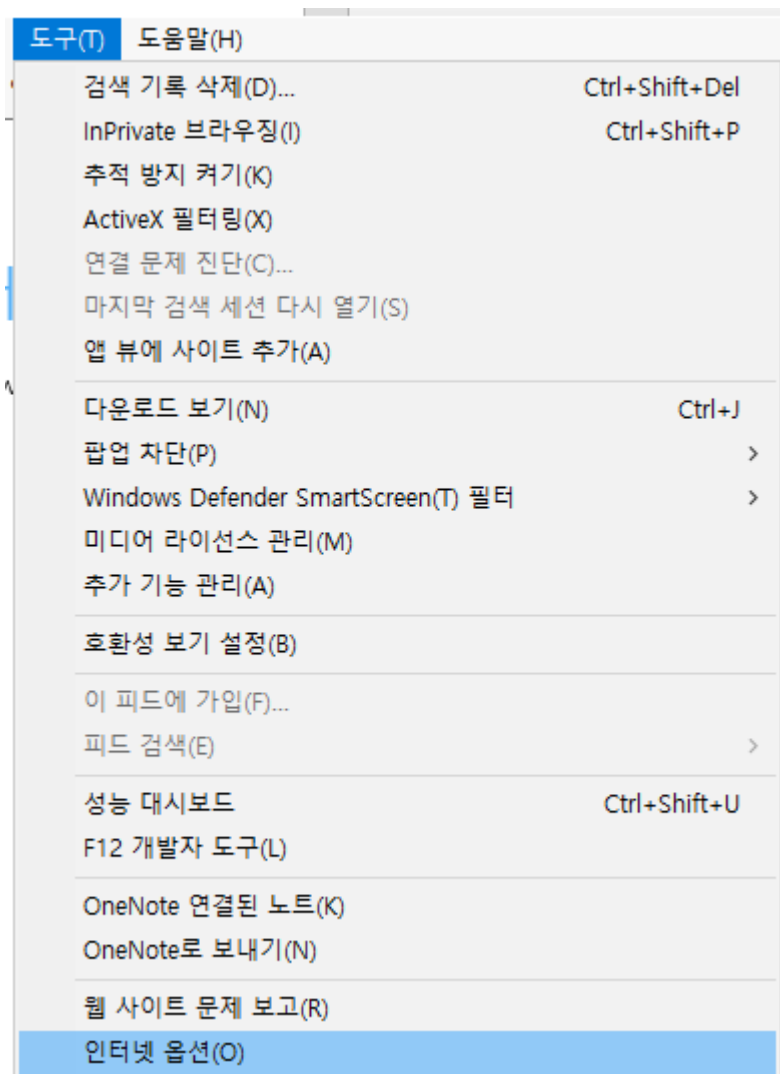 도구(T) 도움말(H)
검색 기록 삭제(D)... Ctrl+Shift+Del
InPrivate 브라우징(I) Ctrl+Shift+P
추적 방지 켜기(K)
ActiveX 필터링(X)
연결 문제 진단(C)...
마지막 검색 세션 다시 열기(S)
앱 뷰에 사이트 추가(A)
다운로드 보기(N) Ctrl+J
팝업 차단(P)
Windows Defender SmartScreen(T) 필터
미디어 라이선스 관리(M)
추가 기능 관리(A)
호환성 보기 설정(B)
이 피드에 가입(F)...
피드 검색(E)
성능 대시보드 Ctrl+Shift+U
F12 개발자 도구(L)
OneNote 연결된 노트(K)
OneNote로 보내기(N)
웹 사이트 문제 보고(R)
인터넷 옵션(O)